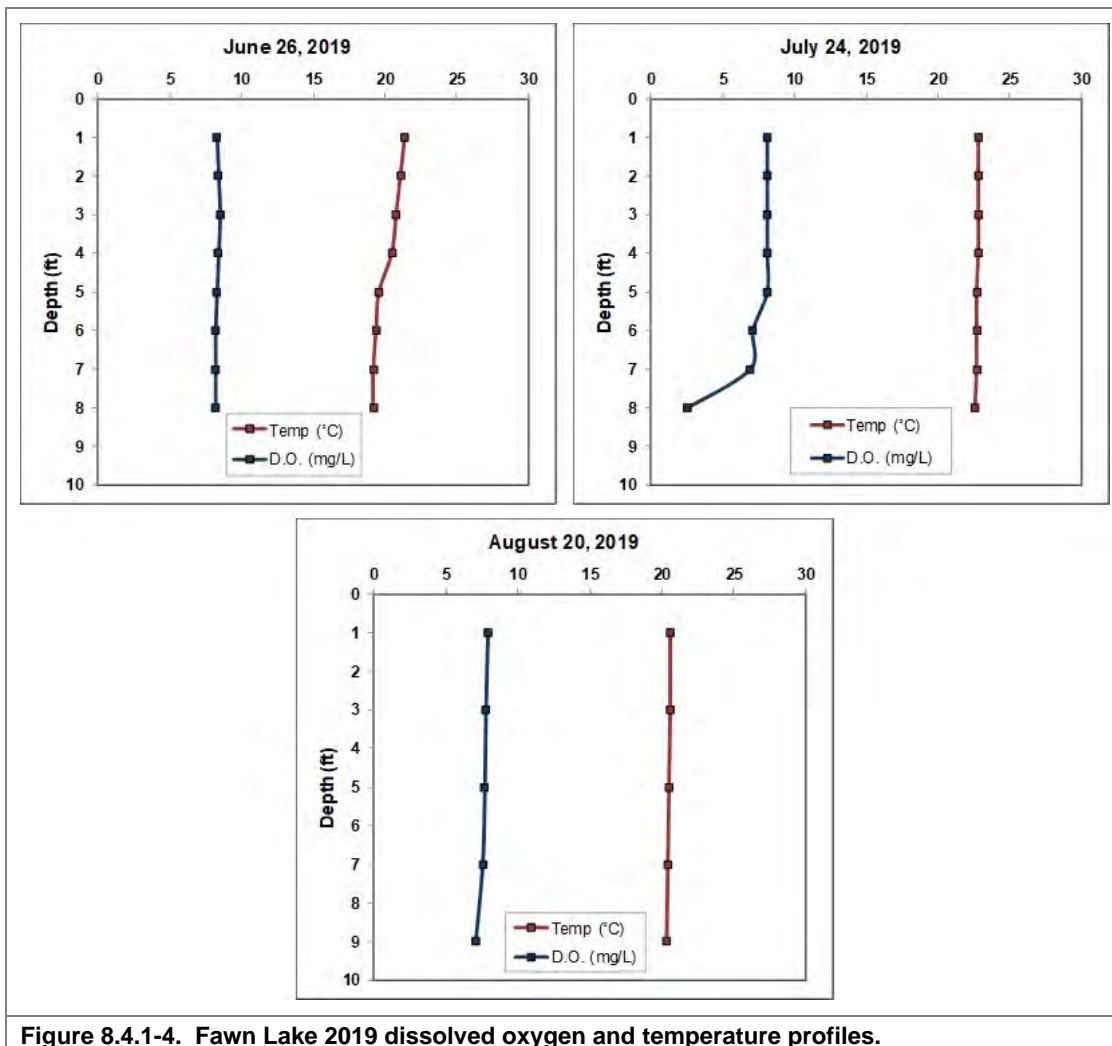 June 26, 2019
0 5 10 15 20 25 30
0
1
2
3
4
5
6
7
8
9
10
Depth (ft)
Temp (°C)
D.O. (mg/L)
July 24, 2019
0 5 10 15 20 25 30
0
1
2
3
4
5
6
7
8
9
10
Depth (ft)
Temp (°C)
D.O. (mg/L)
August 20, 2019
0 5 10 15 20 25 30
0
1
2
3
4
5
6
7
8
9
10
Depth (ft)
Temp (°C)
D.O. (mg/L)
Figure 8.4.1-4. Fawn Lake 2019 dissolved oxygen and temperature profiles.